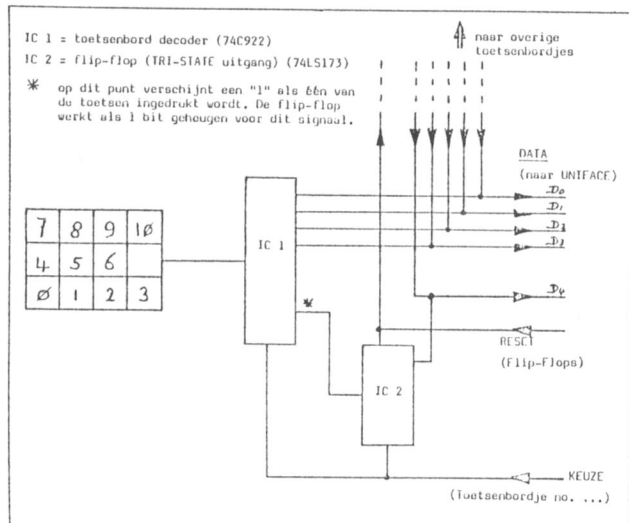 IC 1 = toetsenbord decoder (74C922)
IC 2 = flip-flop (TRI-STATE uitgang) (74LS173)
* op dit punt verschijnt een "1" als één van
de toetsen ingedrukt wordt. De flip-flop
werkt als 1 bit geheugen voor dit signaal.
naar overige
toetsenbordjes
DATA
(naar UNIFACE)
D0
D1
D2
D4
7 8 9 10
4 5 6
0 1 2 3
IC 1
*
IC 2
RESET
(flip-flops)
KEUZE
(Toetsenbordje no. ...)